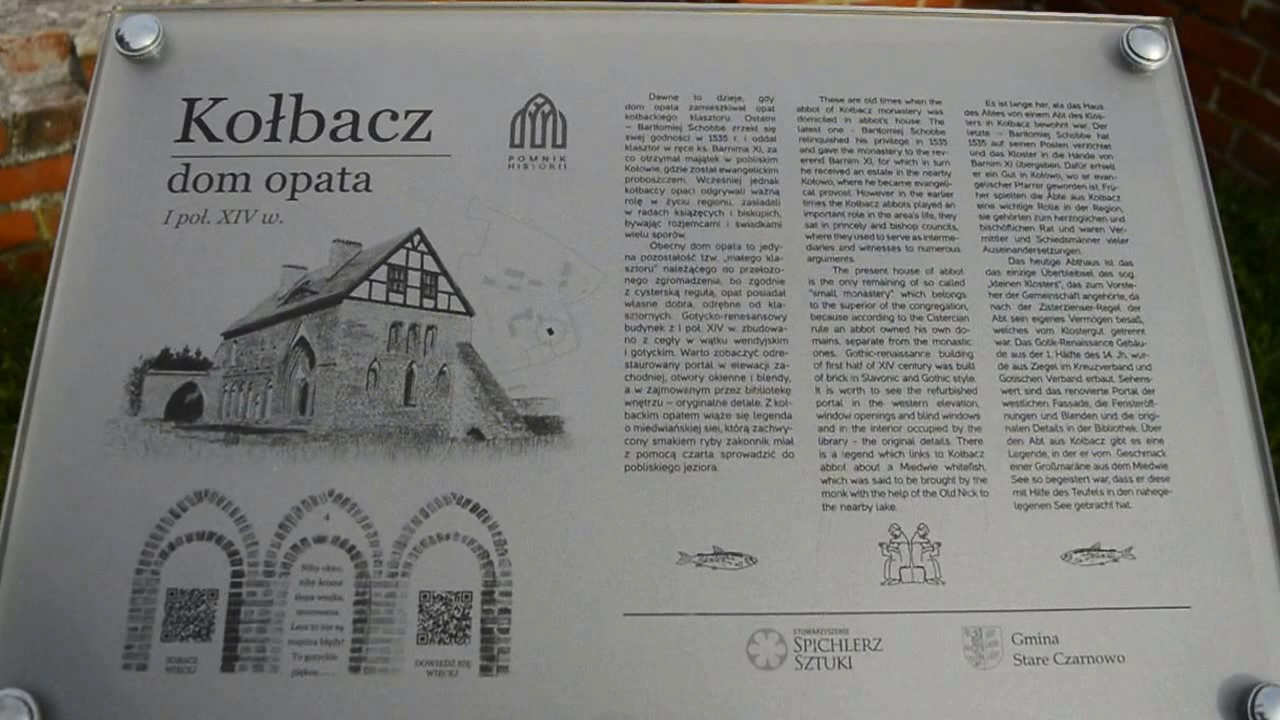 Kołbacz
dom opata
I poł. XIV w.
POMNIK
HISTORII
Dawne to dzieje, gdy
dom opata zamieszkiwał opat
kołbackiego klasztoru. Ostatni
– Bartłomiej Schobbe zrzekł się
swej godności w 1535 r. i oddał
klasztor w ręce ks. Barnima XI, za
co otrzymał majątek w pobliskim
Kołowie, gdzie został ewangelickim
proboszczem. Wcześniej jednak
kołbaccy opaci odgrywali ważną
rolę w życiu regionu, zasiadali
w radach książęcych i biskupich,
bywając rozjemcami i świadkami
wielu sporów.
Obecny dom opata to jedy-
na pozostałość tzw. „małego kla-
sztoru” należącego do przełożo-
nego zgromadzenia, bo zgodnie
z cysterską regułą, opat posiadał
własne dobra, odrębne od kla-
sztornych. Gotycko-renesansowy
budynek z I poł. XIV w. zbudowa-
no z cegły w wątku wendyjskim
i gotyckim. Warto zobaczyć odre-
staurowany portal w elewacji za-
chodniej, otwory okienne i blendy,
a w zajmowanym przez bibliotekę
wnętrzu – oryginalne detale. Z koł-
backim opatem wiąże się legenda
o miedwiańskiej siei, którą zachwy-
cony smakiem ryby zakonnik miał
z pomocą czarta sprowadzić do
pobliskiego jeziora.
These are old times when the
abbot of Kołbacz monastery was
domiciled in abbot's house. The
latest one - Bartłomiej Schobbe
relinquished his privilege in 1535
and gave the monastery to the rev-
erend Barnim XI, for which in turn
he received an estate in the nearby
Kołowo, where he became evangeli-
cal provost. However in the earlier
times the Kołbacz abbots played an
important role in the area's life, they
sat in princely and bishop councils,
where they used to serve as interme-
diaries and witnesses to numerous
arguments.
The present house of abbot
is the only remaining of so called
"small monastery" which belongs
to the superior of the congregation,
because according to the Cistercian
rule an abbot owned his own do-
mains, separate from the monastic
ones. Gothic-renaissance building
of first half of XIV century was built
of brick in Slavonic and Gothic style.
It is worth to see the refurbished
portal in the western elevation,
window openings and blind windows
and in the interior occupied by the
library - the original details. There
is a legend which links to Kołbacz
abbot about a Miedwie whitefish,
which was said to be brought by the
monk with the help of the Old Nick to
the nearby lake.
Es ist lange her, als das Haus
des Abtes von einem Abt des Klos-
ters in Kołbacz bewohnt war. Der
letzte – Bartłomiej Schobbe hat
1535 auf seinen Posten verzichtet
und das Kloster in die Hände von
Barnim XI übergeben. Dafür erhielt
er ein Gut in Kołowo, wo er evan-
gelischer Pfarrer geworden ist. Frü-
her spielten die Äbte aus Kołbacz
eine wichtige Rolle in der Region,
sie gehörten zum herzoglichen und
bischöflichen Rat und waren Ver-
mittler und Schiedsmänner vieler
Auseinandersetzungen.
Das heutige Abthaus ist das
das einzige Überbleibsel des sog.
„kleinen Klosters", das zum Vorste-
her der Gemeinschaft angehörte, da
nach der Zisterzienser-Regel der
Abt sein eigenes Vermögen besaß,
welches vom Klostergut getrennt
war. Das Gotik-Renaissance Gebäu-
de aus der 1. Hälfte des 14. Jh. wur-
de aus Ziegel im Kreuzverband und
Gotischen Verband erbaut. Sehens-
wert sind das renovierte Portal der
westlichen Fassade, die Fensteröff-
nungen und Blenden und die origi-
nalen Details in der Bibliothek. Über
den Abt aus Kołbacz gibt es eine
Legende, in der er vom Geschmack
einer Großmaräne aus dem Miedwie
See so begeistert war, dass er diese
mit Hilfe des Teufels in den nahege-
legenen See gebracht hat.
4
Niby okno,
niby ściana
ślepa wnęka,
murowana.
Lecz to nie są
mapiera błędy!
To gotyckie
piękne ........
ZOBACZ
WIĘCEJ
DOWIEDZ SIĘ
WIĘCEJ
STOWARZYSZENIE
SPICHLERZ
SZTUKI
Gmina
Stare Czarnowo